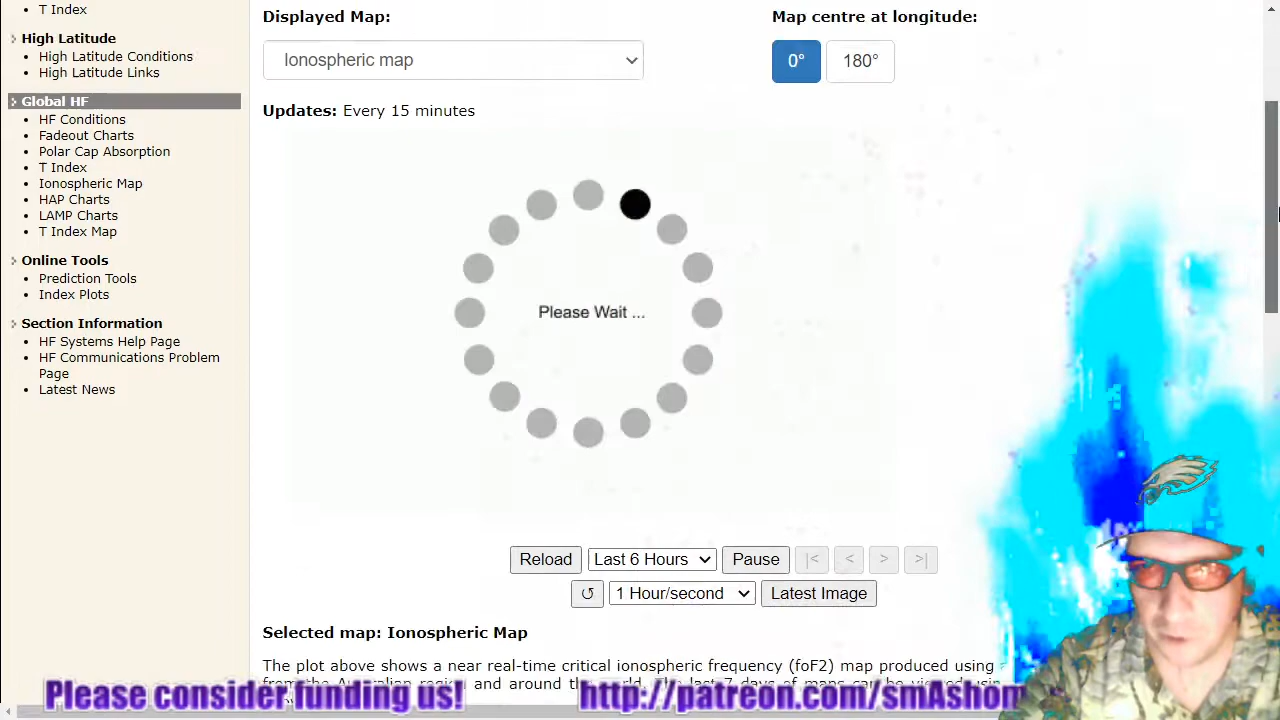 T Index
High Latitude
High Latitude Conditions
High Latitude Links
Global HF
HF Conditions
Fadeout Charts
Polar Cap Absorption
T Index
Ionospheric Map
HAP Charts
LAMP Charts
T Index Map
Online Tools
Prediction Tools
Index Plots
Section Information
HF Systems Help Page
HF Communications Problem
Page
Latest News
Displayed Map:
Ionospheric map
Map centre at longitude:
0° 180°
Updates: Every 15 minutes
Please Wait ...
Reload Last 6 Hours Pause |< < > >|
↺ 1 Hour/second Latest Image
Selected map: Ionospheric Map
The plot above shows a near real-time critical ionospheric frequency (foF2) map produced using
Please consider funding us! http://patreon.com/smAshom